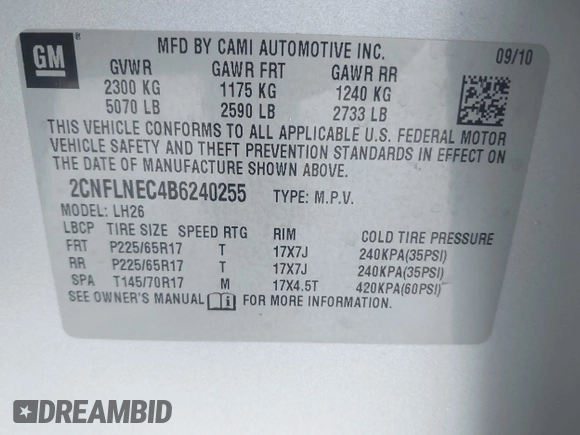 GM
MFD BY CAMI AUTOMOTIVE INC.
09/10
GVWR GAWR FRT GAWR RR
2300 KG 1175 KG 1240 KG
5070 LB 2590 LB 2733 LB
THIS VEHICLE CONFORMS TO ALL APPLICABLE U.S. FEDERAL MOTOR
VEHICLE SAFETY AND THEFT PREVENTION STANDARDS IN EFFECT ON
THE DATE OF MANUFACTURE SHOWN ABOVE.
2CNFLNEC4B6240255 TYPE: M.P.V.
MODEL: LH26
LBCP TIRE SIZE SPEED RTG RIM COLD TIRE PRESSURE
FRT P225/65R17 T 17X7J 240KPA(35PSI)
RR P225/65R17 T 17X7J 240KPA(35PSI)
SPA T145/70R17 M 17X4.5T 420KPA(60PSI)
SEE OWNER'S MANUAL FOR MORE INFORMATION.
DREAMBID